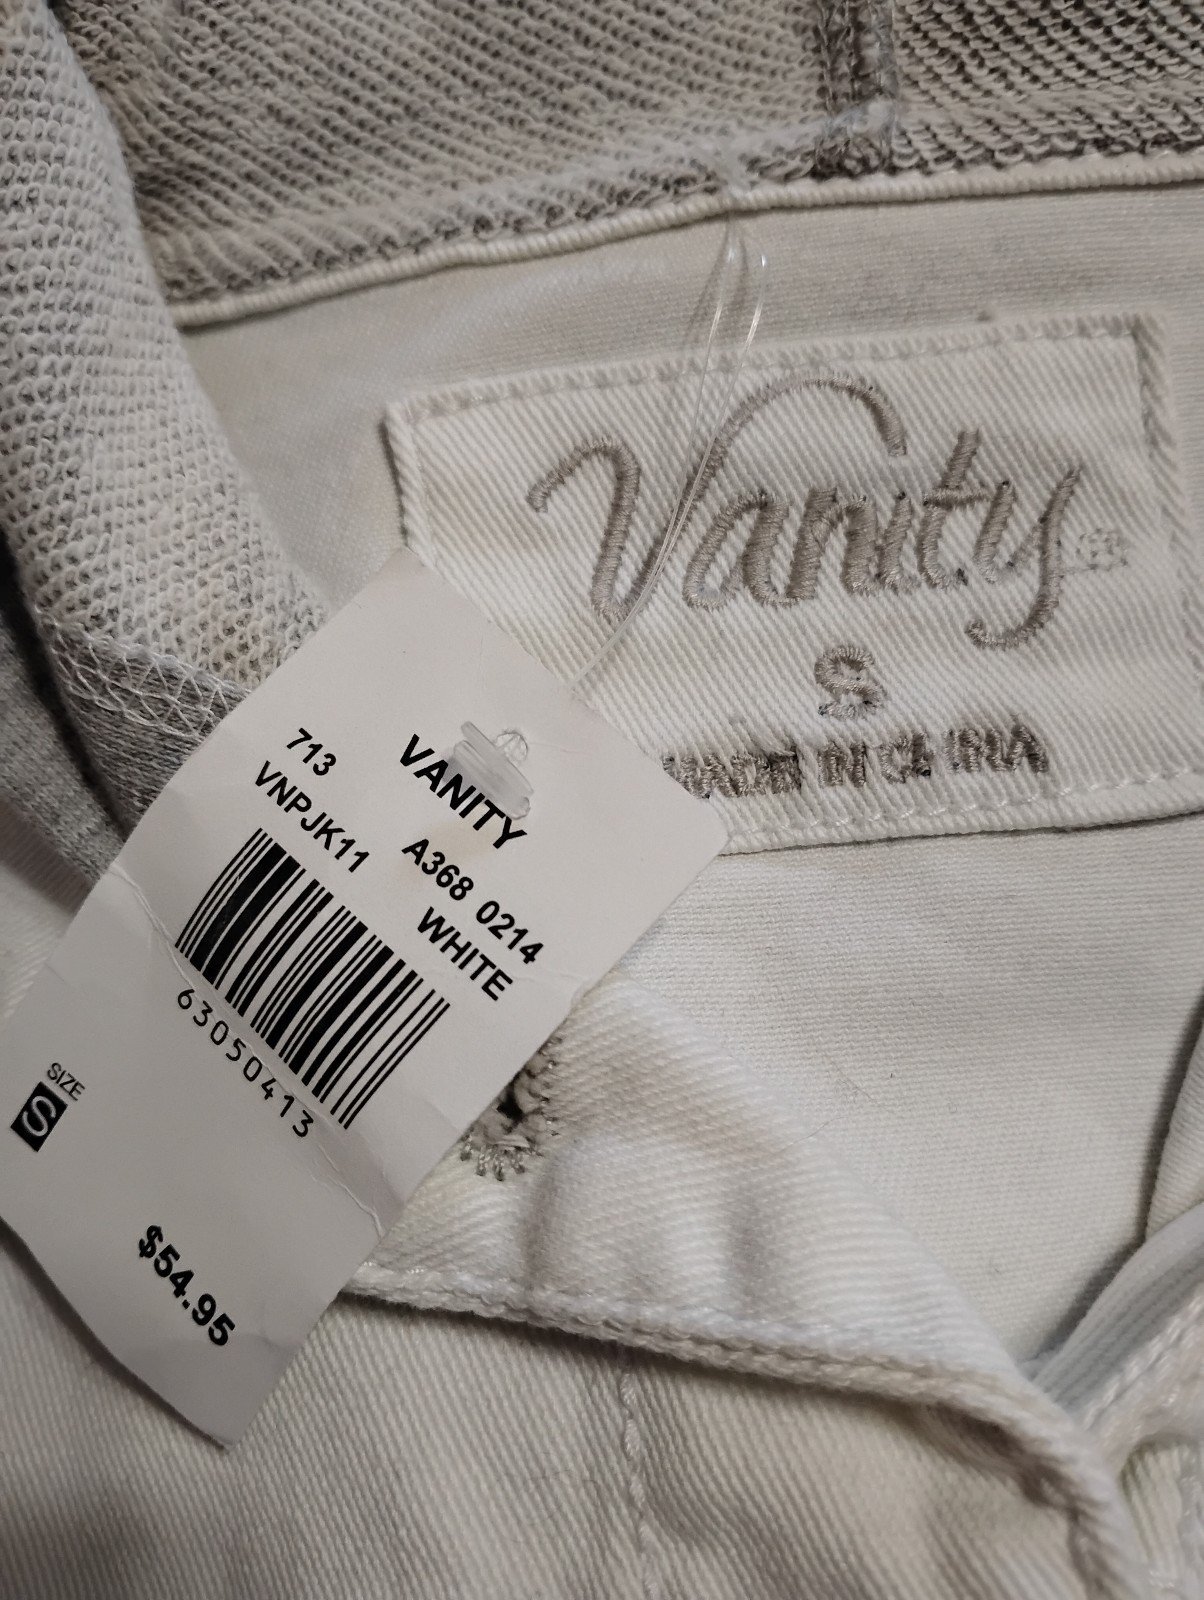 Vanity®
S
MADE IN CHINA
VANITY
713 A368 0214
VNPJK11 WHITE
63050413
SIZE
S
$54.95